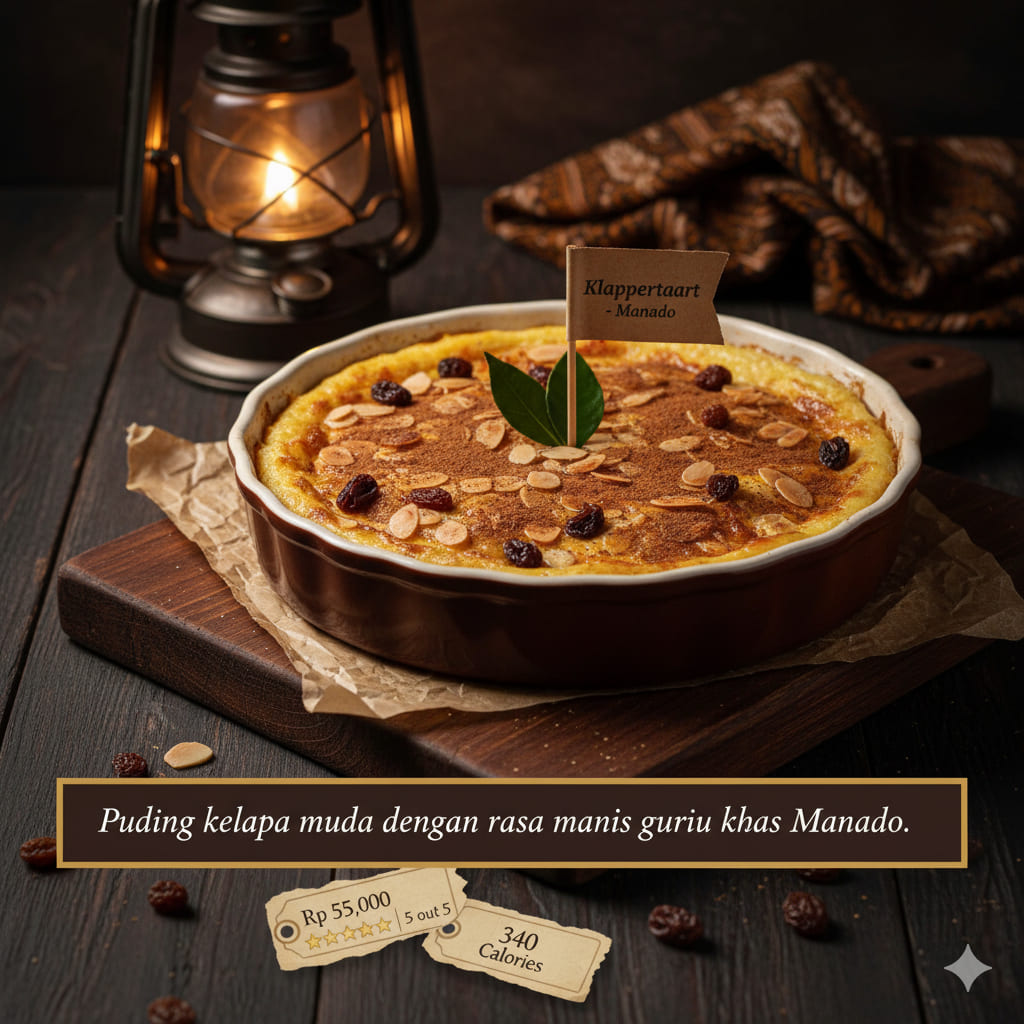 Klappertaart
- Manado
Puding kelapa muda dengan rasa manis guriu khas Manado.
Rp 55,000
5 out 5
340
Calories